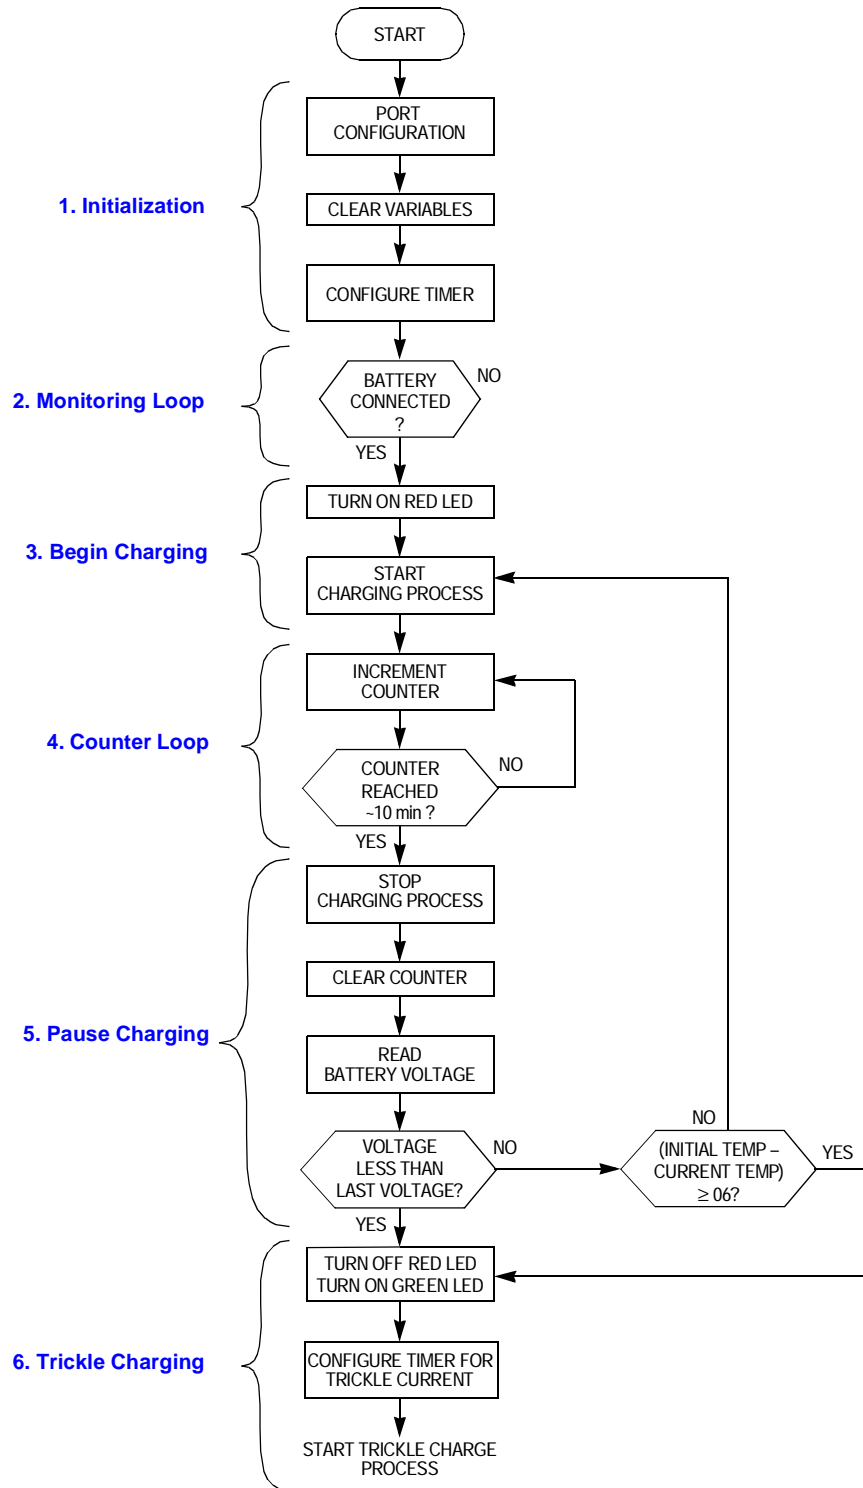 START
PORT
CONFIGURATION
1. Initialization
CLEAR VARIABLES
CONFIGURE TIMER
2. Monitoring Loop
BATTERY
CONNECTED
?
NO
YES
3. Begin Charging
TURN ON RED LED
START
CHARGING PROCESS
4. Counter Loop
INCREMENT
COUNTER
COUNTER
REACHED
~10 min ?
NO
YES
5. Pause Charging
STOP
CHARGING PROCESS
CLEAR COUNTER
READ
BATTERY VOLTAGE
VOLTAGE
LESS THAN
LAST VOLTAGE?
NO
YES
NO
(INITIAL TEMP –
CURRENT TEMP)
≥ 06?
YES
6. Trickle Charging
TURN OFF RED LED
TURN ON GREEN LED
CONFIGURE TIMER FOR
TRICKLE CURRENT
START TRICKLE CHARGE
PROCESS